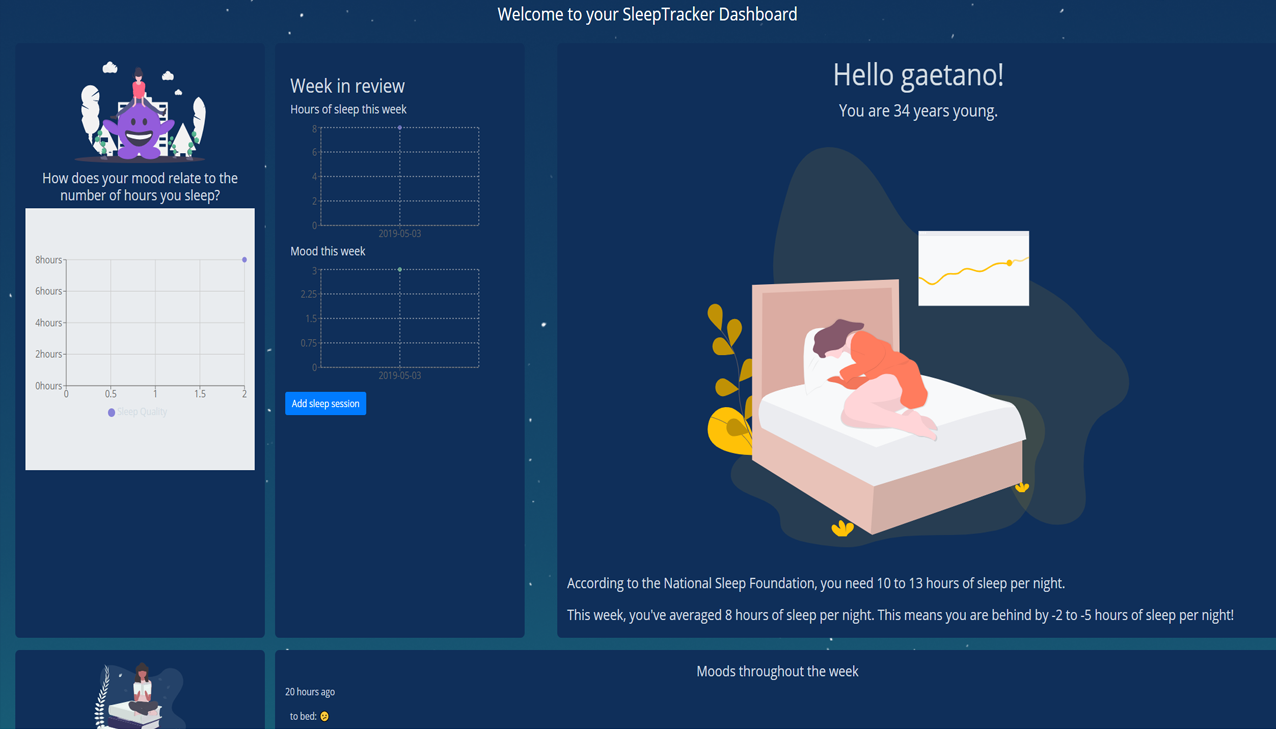 Welcome to your SleepTracker Dashboard
How does your mood relate to the
number of hours you sleep?
8hours
6hours
4hours
2hours
0hours
0 0.5 1 1.5 2
Sleep Quality
Week in review
Hours of sleep this week
8
6
4
2
0
2019-05-03
Mood this week
3
2.25
1.5
0.75
0
2019-05-03
Add sleep session
Hello gaetano!
You are 34 years young.
According to the National Sleep Foundation, you need 10 to 13 hours of sleep per night.
This week, you've averaged 8 hours of sleep per night. This means you are behind by -2 to -5 hours of sleep per night!
Moods throughout the week
20 hours ago
to bed: 😕